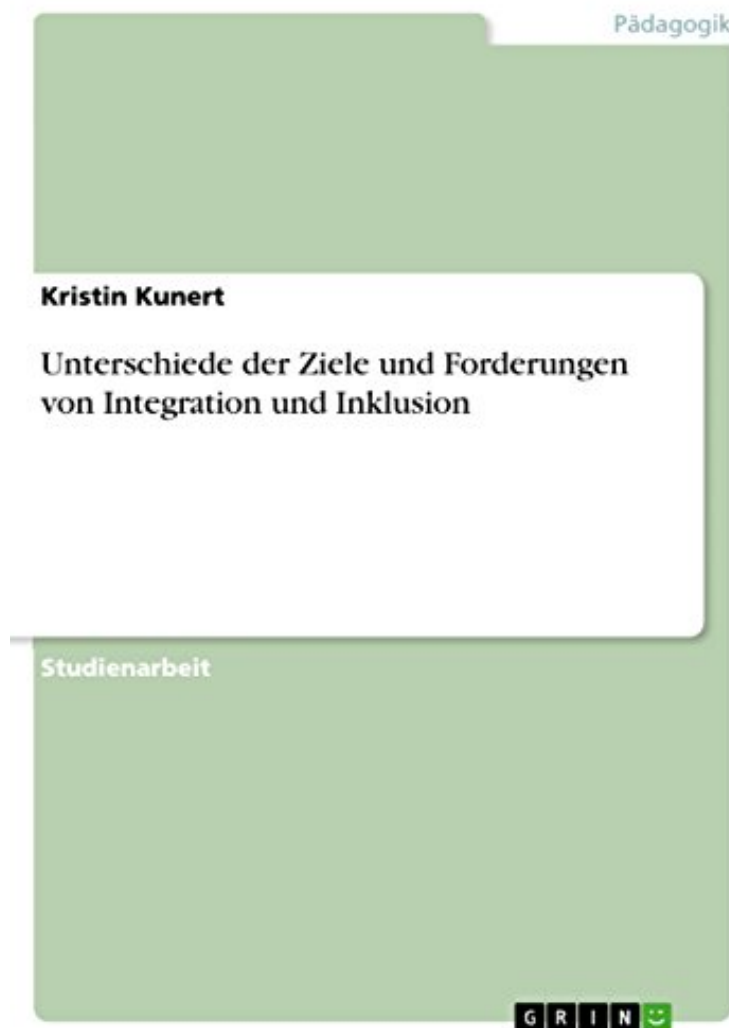 Pädagogik
Kristin Kunert
Unterschiede der Ziele und Forderungen
von Integration und Inklusion
Studienarbeit
GRIN